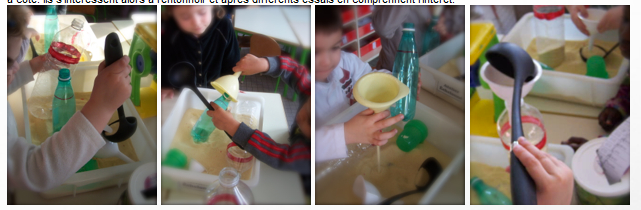 à côté. Ils s'intéressent alors à l'entonnoir et après différents essais en comprennent l'intérêt.